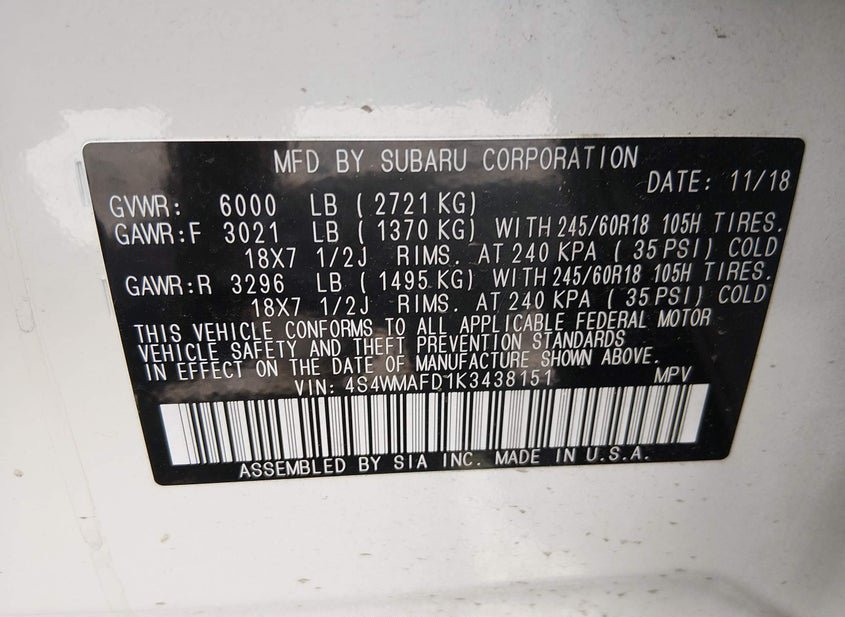 MFD BY SUBARU CORPORATION
DATE: 11/18
GVWR: 6000 LB ( 2721 KG)
GAWR:F 3021 LB ( 1370 KG) WITH 245/60R18 105H TIRES.
18X7 1/2J RIMS. AT 240 KPA ( 35 PSI) COLD
GAWR:R 3296 LB ( 1495 KG) WITH 245/60R18 105H TIRES.
18X7 1/2J RIMS. AT 240 KPA ( 35 PSI) COLD
THIS VEHICLE CONFORMS TO ALL APPLICABLE FEDERAL MOTOR
VEHICLE SAFETY AND THEFT PREVENTION STANDARDS
IN EFFECT ON THE DATE OF MANUFACTURE SHOWN ABOVE.
VIN: 4S4WMAFD1K3438151 MPV
ASSEMBLED BY SIA INC. MADE IN U.S.A.